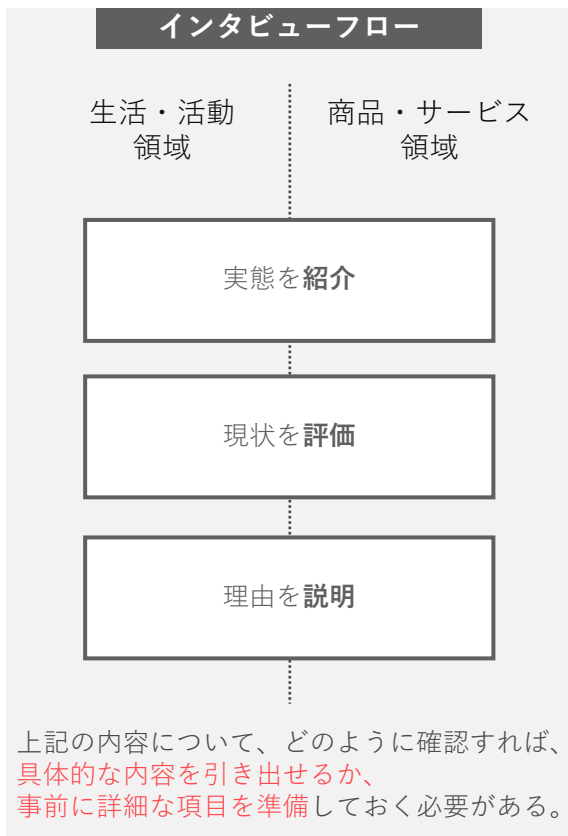 インタビューフロー
生活・活動
領域
商品・サービス
領域
実態を紹介
現状を評価
理由を説明
上記の内容について、どのように確認すれば、
具体的な内容を引き出せるか、
事前に詳細な項目を準備しておく必要がある。